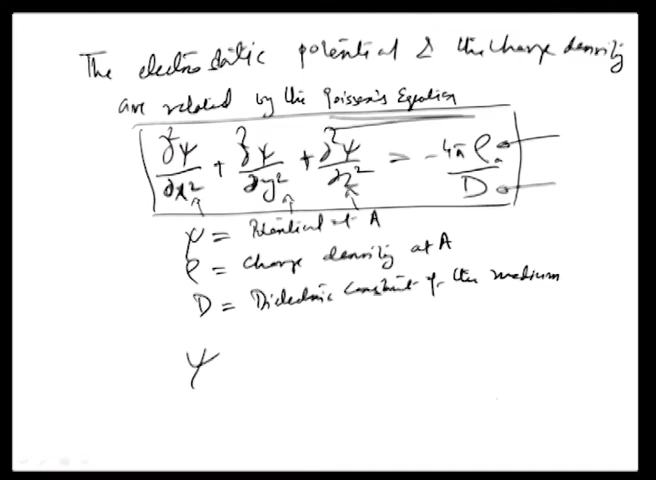 The electrostatic potential & the charge density
are related by the Poisson's Equation
∂²ψ/∂x² + ∂²ψ/∂y² + ∂²ψ/∂z² = -4π ρ/D
ψ = Potential at A
ρ = Charge density at A
D = Dielectric constant of the medium
ψ